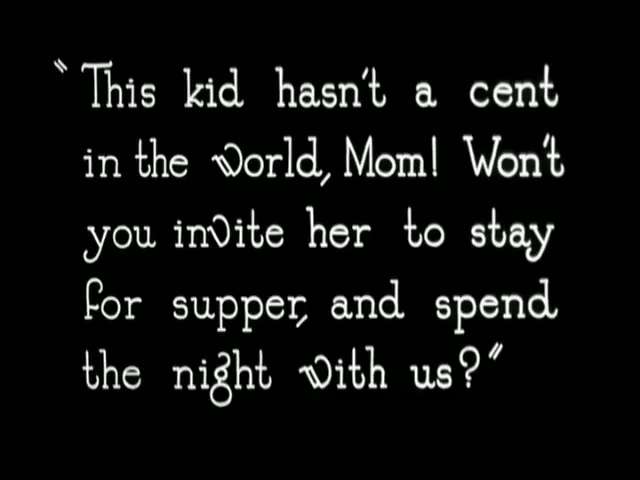 "This kid hasn't a cent
in the world, Mom! Won't
you invite her to stay
for supper, and spend
the night with us?"